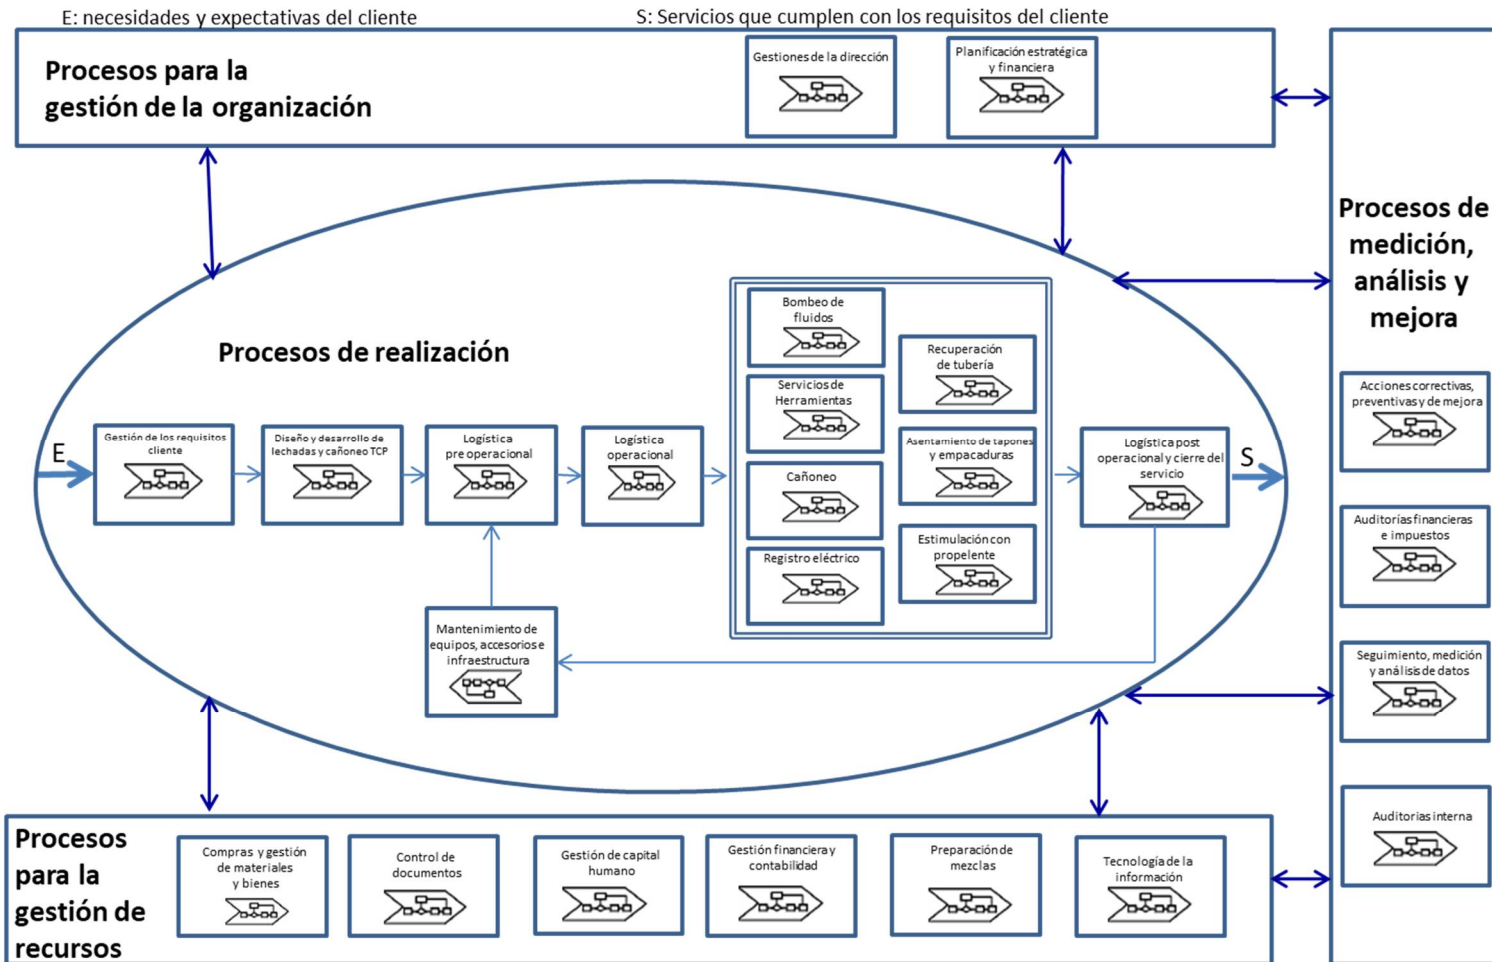 E: necesidades y expectativas del cliente
S: Servicios que cumplen con los requisitos del cliente
Procesos para la
gestión de la organización
Gestiones de la dirección
Planificación estratégica
y financiera
Procesos de
medición,
análisis y
mejora
Procesos de realización
Bombeo de
fluidos
Recuperación
de tubería
Servicios de
Herramientas
Acciones correctivas,
preventivas y de mejora
E
Gestión de los requisitos
cliente
Diseño y desarrollo de
lechadas y cañoneo TCP
Logística
pre operacional
Logística
operacional
Asentamiento de tapones
y empacaduras
Logística post
operacional y cierre del
servicio
S
Cañoneo
Registro eléctrico
Estimulación con
propelente
Auditorías financieras
e impuestos
Mantenimiento de
equipos, accesorios e
infraestructura
Seguimiento, medición
y análisis de datos
Auditorias interna
Procesos
para la
gestión de
recursos
Compras y gestión
de materiales
y bienes
Control de
documentos
Gestión de capital
humano
Gestión financiera y
contabilidad
Preparación de
mezclas
Tecnología de la
información